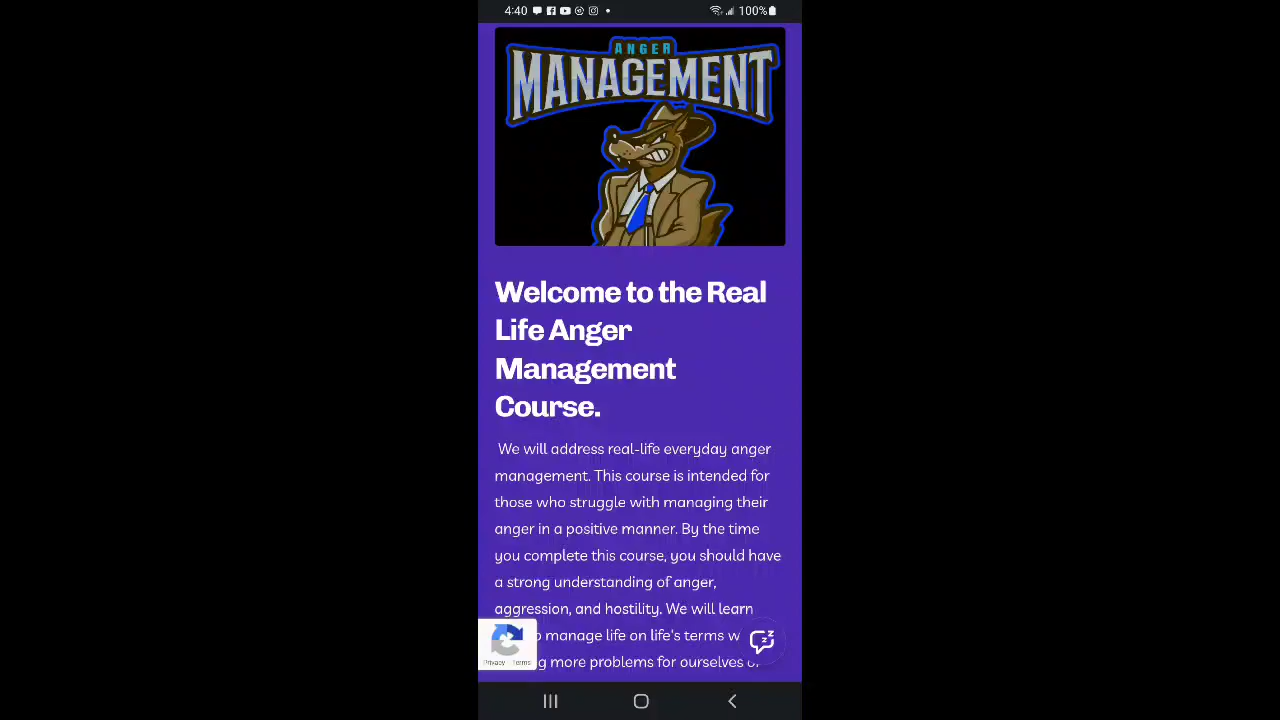 4:40
100%
ANGER
MANAGEMENT
Welcome to the Real
Life Anger
Management
Course.
We will address real-life everyday anger
management. This course is intended for
those who struggle with managing their
anger in a positive manner. By the time
you complete this course, you should have
a strong understanding of anger,
aggression, and hostility. We will learn
manage life on life's terms
more problems for ourselves
Privacy Terms